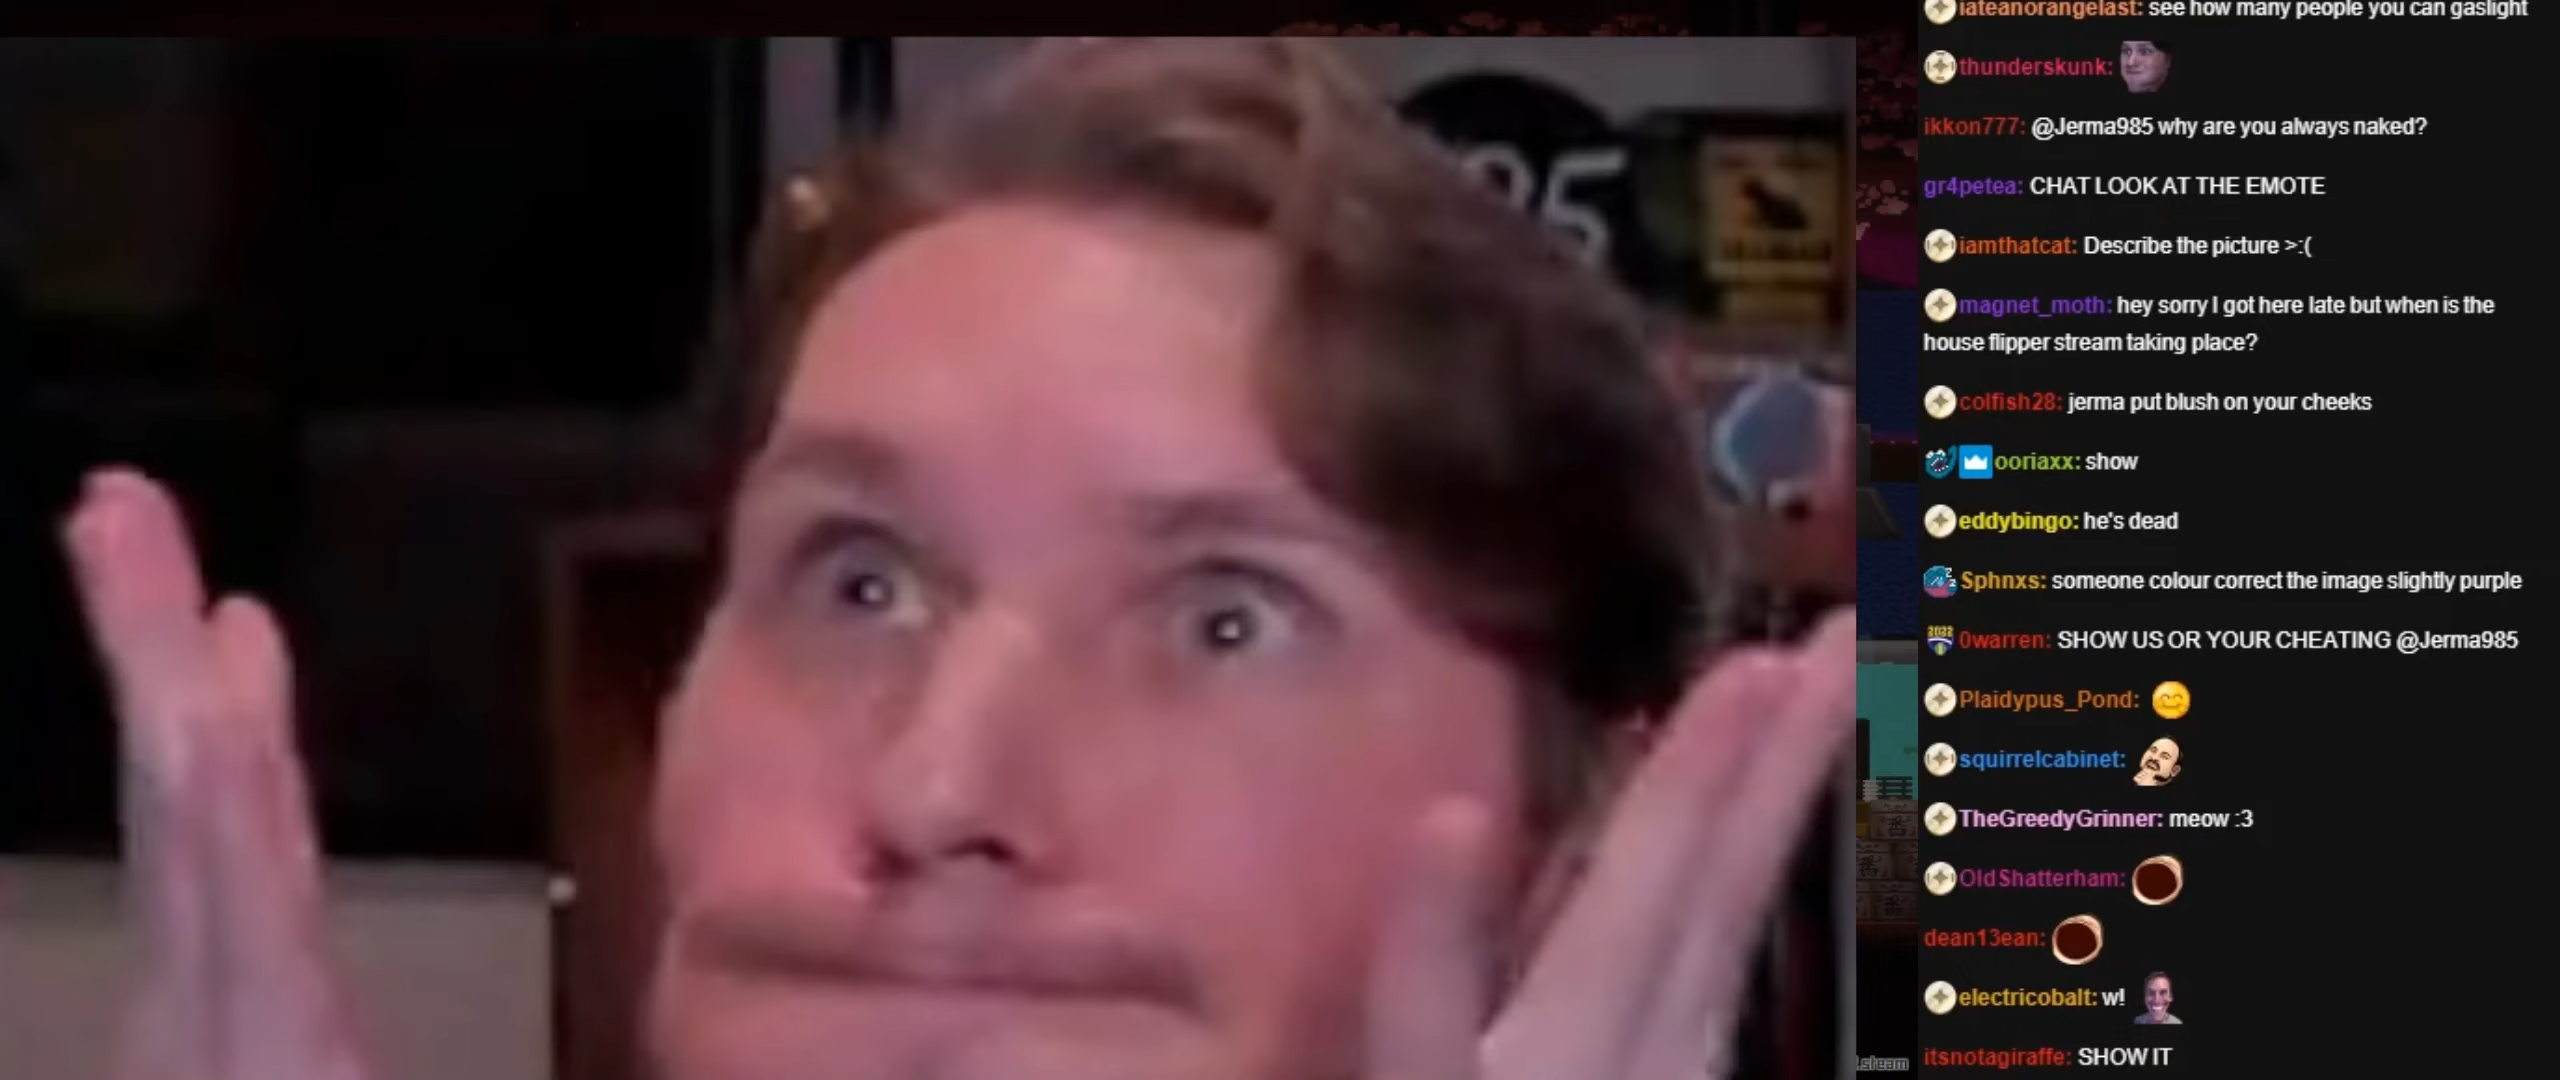 iateanorangelast: see how many people you can gaslight
thunderskunk:
ikkon777: @Jerma985 why are you always naked?
gr4petea: CHAT LOOK AT THE EMOTE
iamthatcat: Describe the picture >:(
magnet_moth: hey sorry I got here late but when is the
house flipper stream taking place?
colfish28: jerma put blush on your cheeks
ooriaxx: show
eddybingo: he's dead
Sphnxs: someone colour correct the image slightly purple
2022 0warren: SHOW US OR YOUR CHEATING @Jerma985
Plaidypus_Pond:
squirrelcabinet:
TheGreedyGrinner: meow :3
OldShatterham:
dean13ean:
electricobalt: w!
itsnotagiraffe: SHOW IT
85
.steam